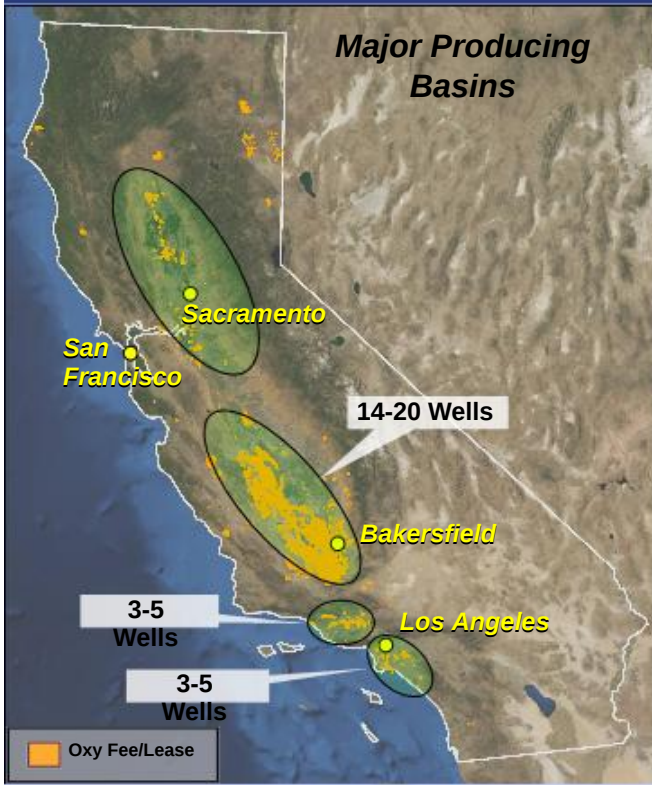 Major Producing
Basins
Sacramento
San
Francisco
14-20 Wells
Bakersfield
3-5
Wells
Los Angeles
3-5
Wells
Oxy Fee/Lease